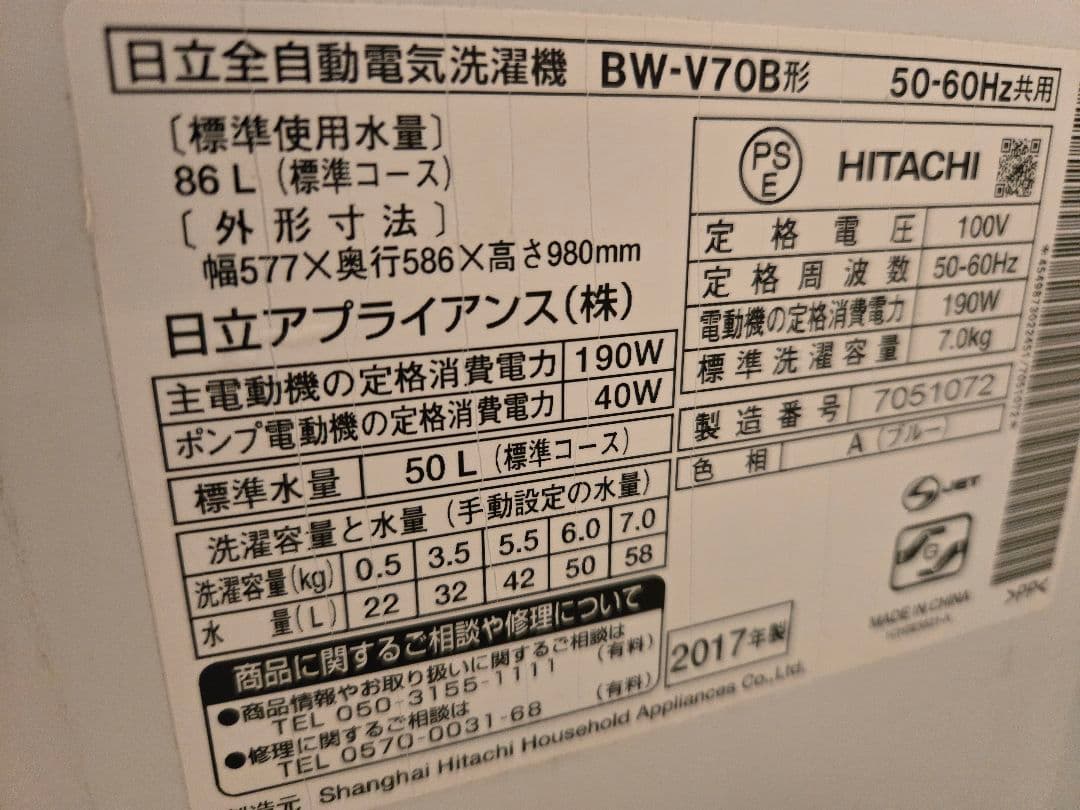 日立全自動電気洗濯機 BW-V70B形 50-60Hz共用
〔標準使用水量〕
86 L (標準コース)
〔外形寸法〕
幅577×奥行586×高さ980mm
日立アプライアンス(株)
主電動機の定格消費電力 190W
ポンプ電動機の定格消費電力 40W
標準水量 50 L (標準コース)
洗濯容量と水量 (手動設定の水量)
洗濯容量(kg) 0.5 3.5 5.5 6.0 7.0
水量(L) 22 32 42 50 58
商品に関するご相談や修理について
●商品情報やお取り扱いに関するご相談は
TEL 050-3155-1111 (有料)
●修理に関するご相談は
TEL 0570-0031-68 (有料)
製造元 Shanghai Hitachi Household Appliances Co.,Ltd.
PSE HITACHI
定格電圧 100V
定格周波数 50-60Hz
電動機の定格消費電力 190W
標準洗濯容量 7.0kg
製造番号 7051072
色相 A (ブルー)
S JET
G
2017年製
MADE IN CHINA
>PP<